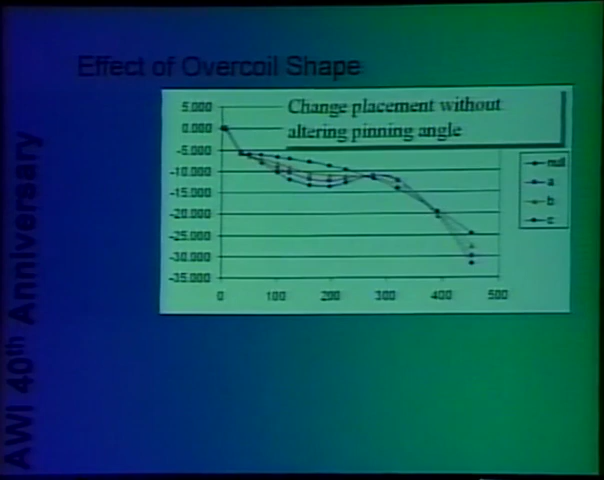 Effect of Overcoil Shape
Change placement without
altering pinning angle
5.000
0.000
-5.000
-10.000
-15.000
-20.000
-25.000
-30.000
-35.000
0 100 200 300 400 500
a
b
c
AWI 40th Anniversary